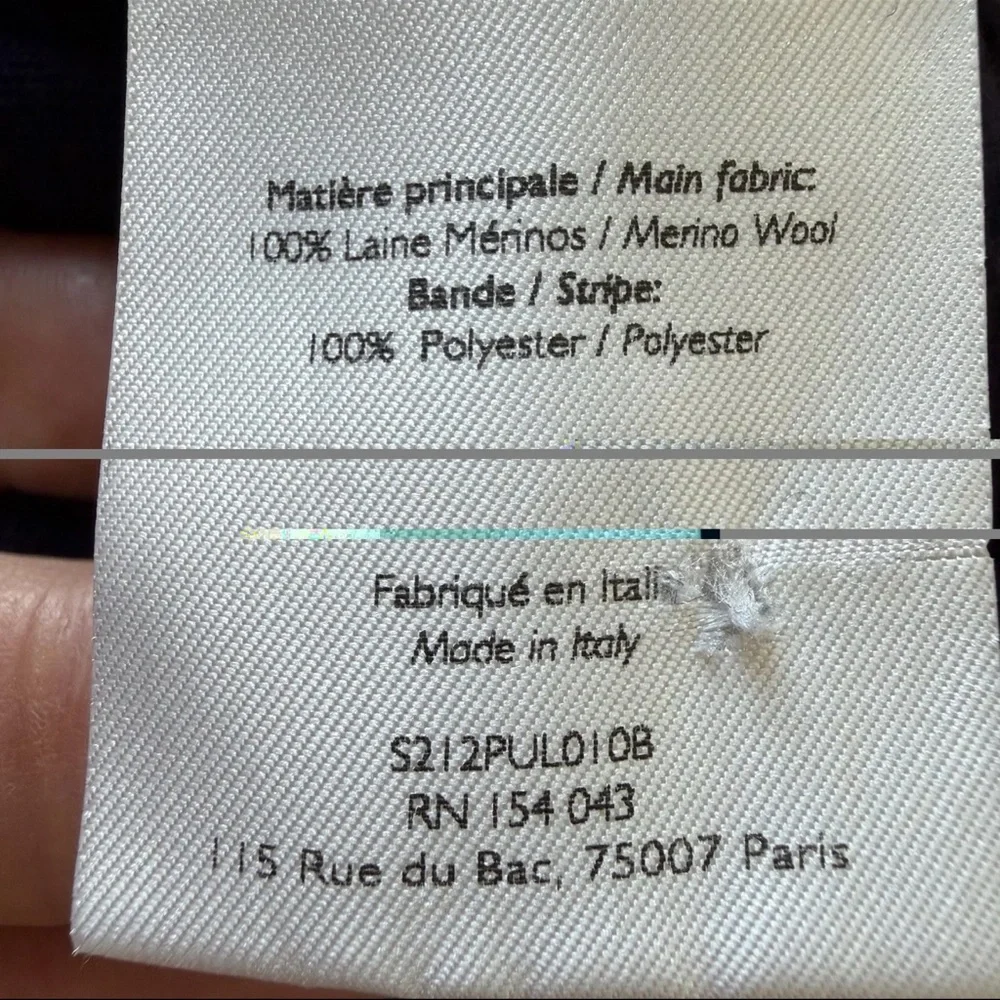 Matière principale / Main fabric:
100% Laine Mérinos / Merino Wool
Bande / Stripe:
100% Polyester / Polyester
Fabriqué en
Made in Italy
S212PUL010B
RN 154 043
115 Rue du Bac, 75007 Paris